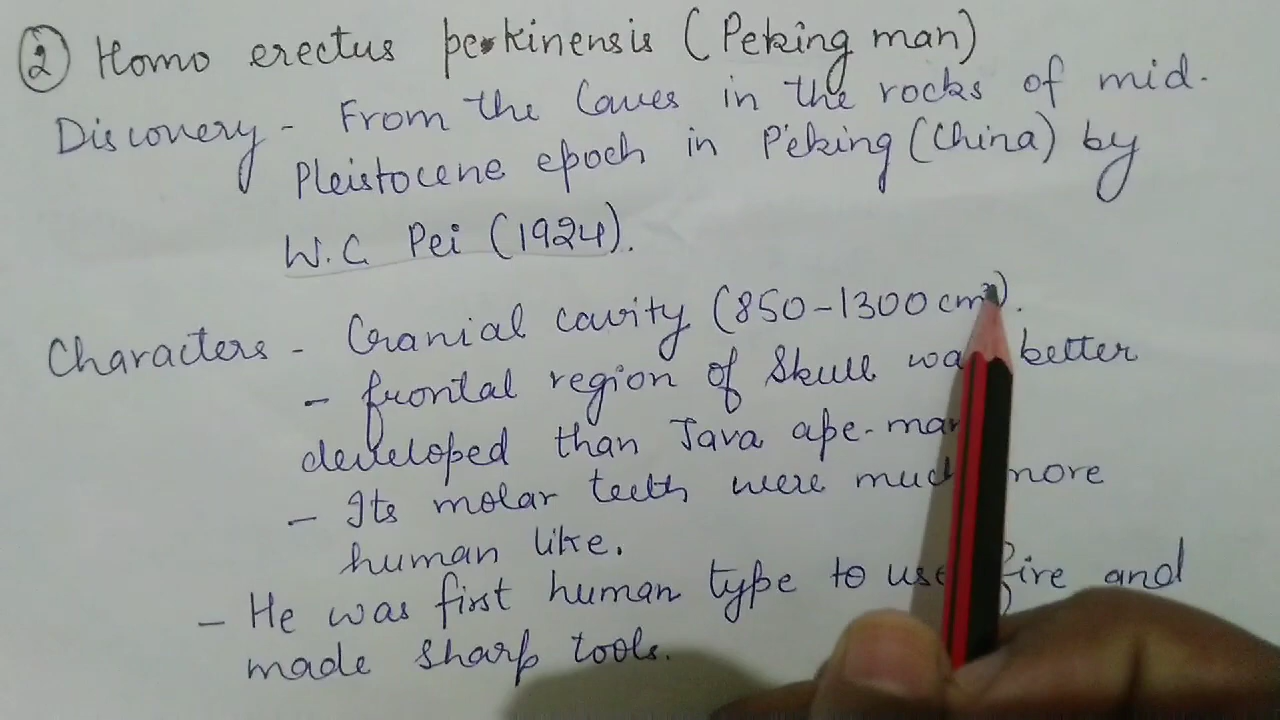 ② Homo erectus pekinensis (Peking man)
Discovery - From the Caves in the rocks of mid.
Pleistocene epoch in Peking (China) by
W.C Pei (1924).
Characters - Cranial cavity (850-1300 cm³).
- frontal region of Skull was better
developed than Java ape-man
- Its molar teeth were much more
human like.
- He was first human type to use fire and
made sharp tools.